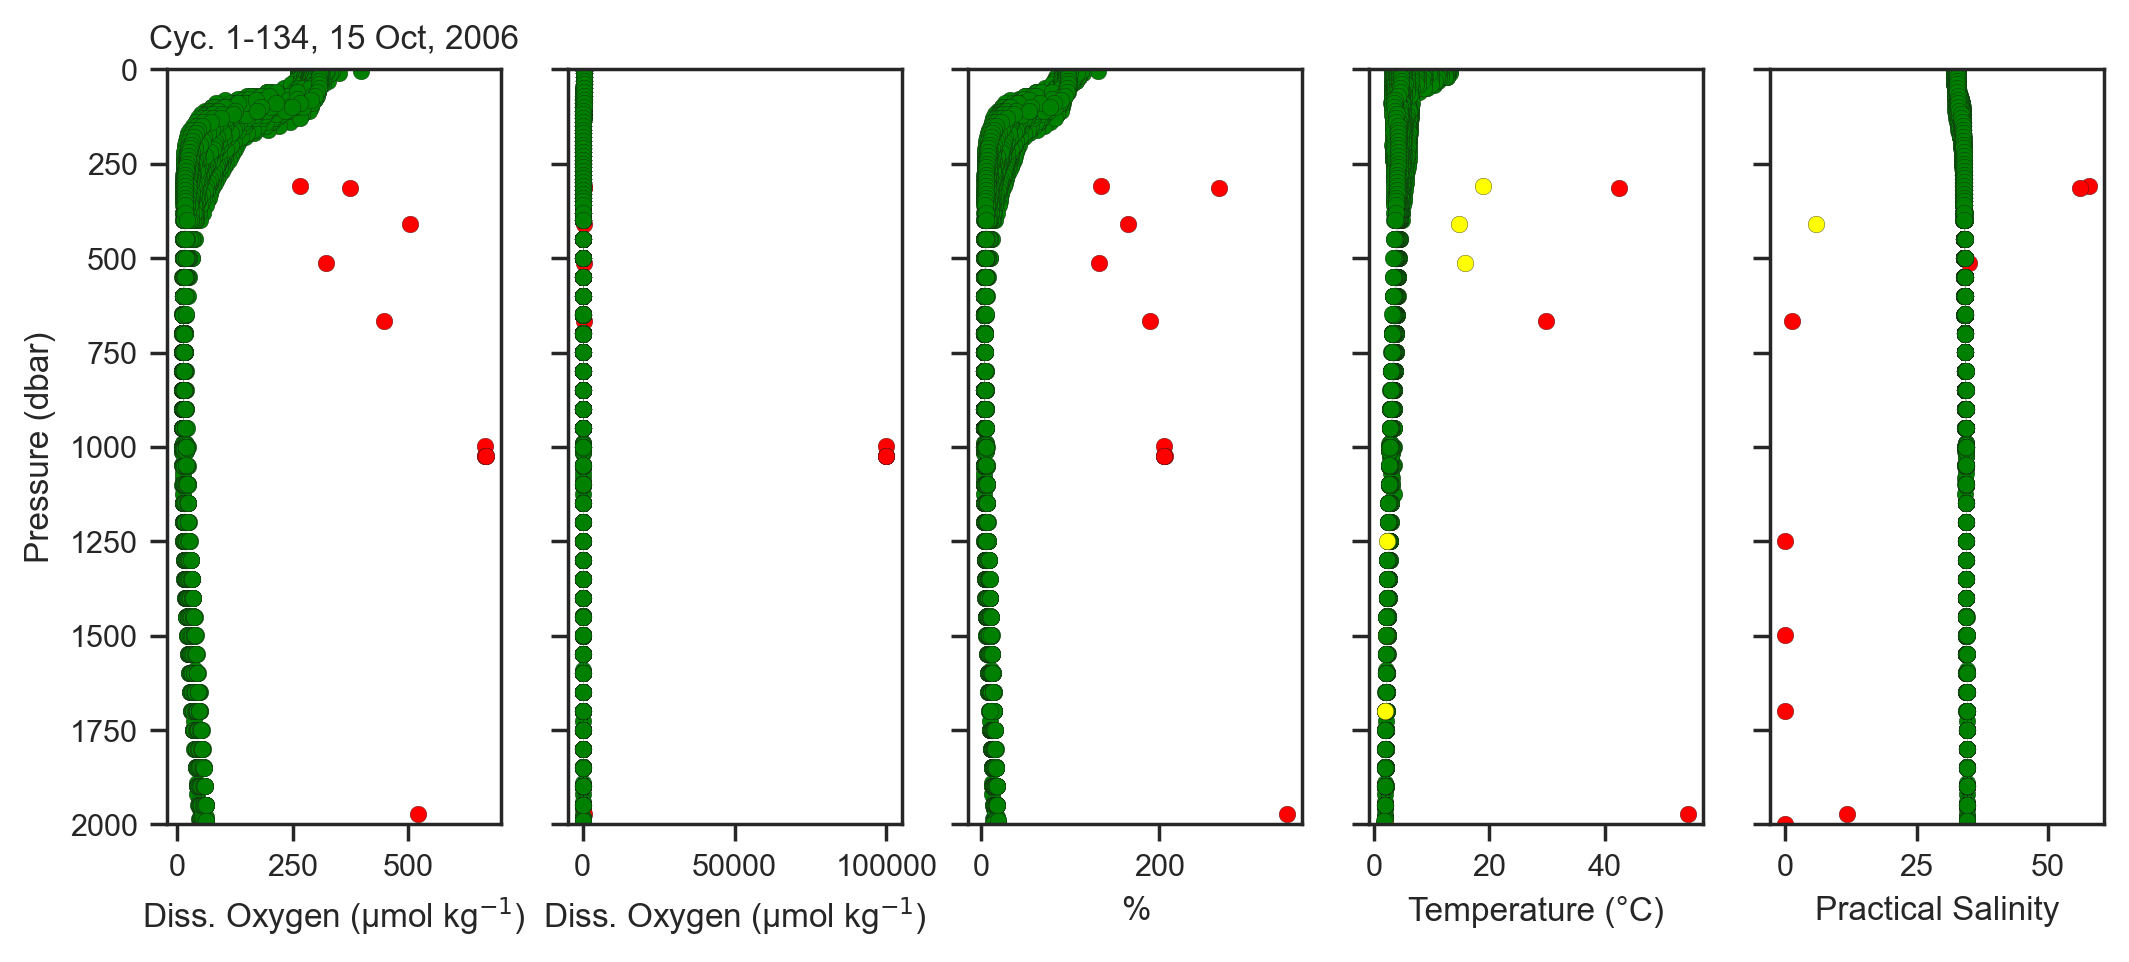 Cyc. 1-134, 15 Oct, 2006
Pressure (dbar)
0
250
500
750
1000
1250
1500
1750
2000
0 250 500
Diss. Oxygen (μmol kg⁻¹)
0 50000 100000
Diss. Oxygen (μmol kg⁻¹)
0 200
%
0 20 40
Temperature (°C)
0 25 50
Practical Salinity